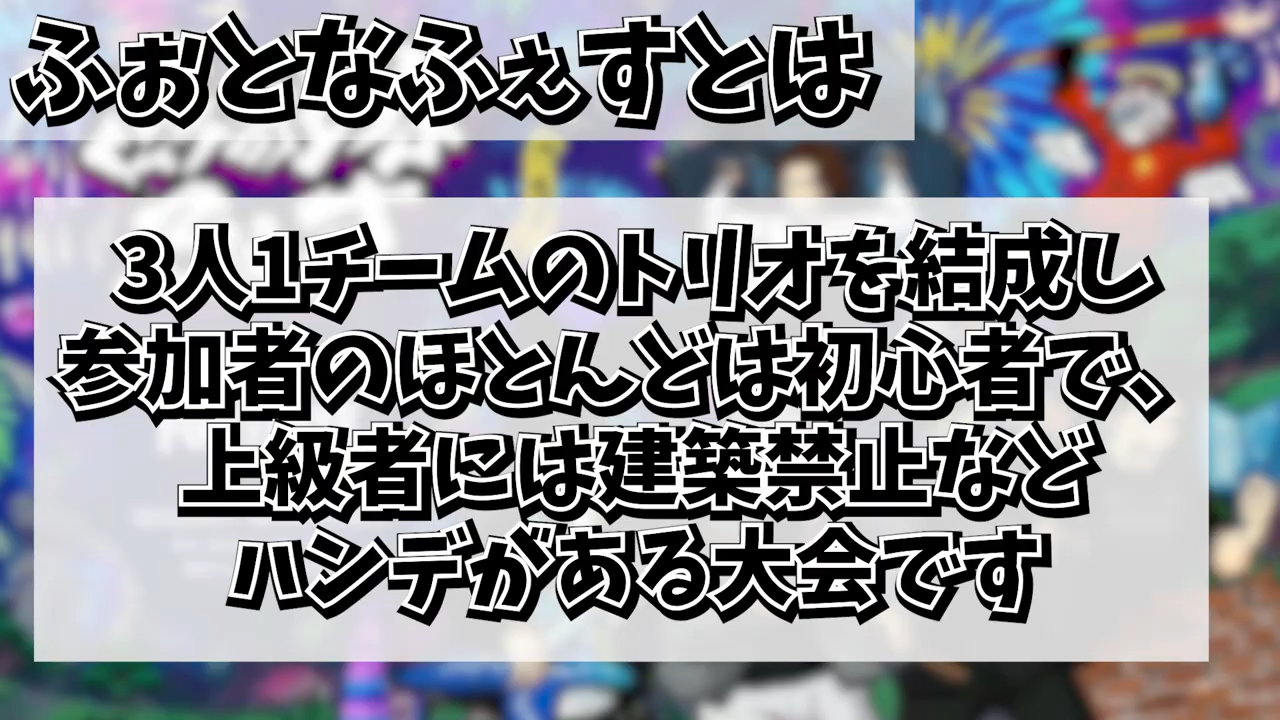 ふぉとなふぇすとは
3人1チームのトリオを結成し
参加者のほとんどは初心者で、
上級者には建築禁止など
ハンデがある大会です